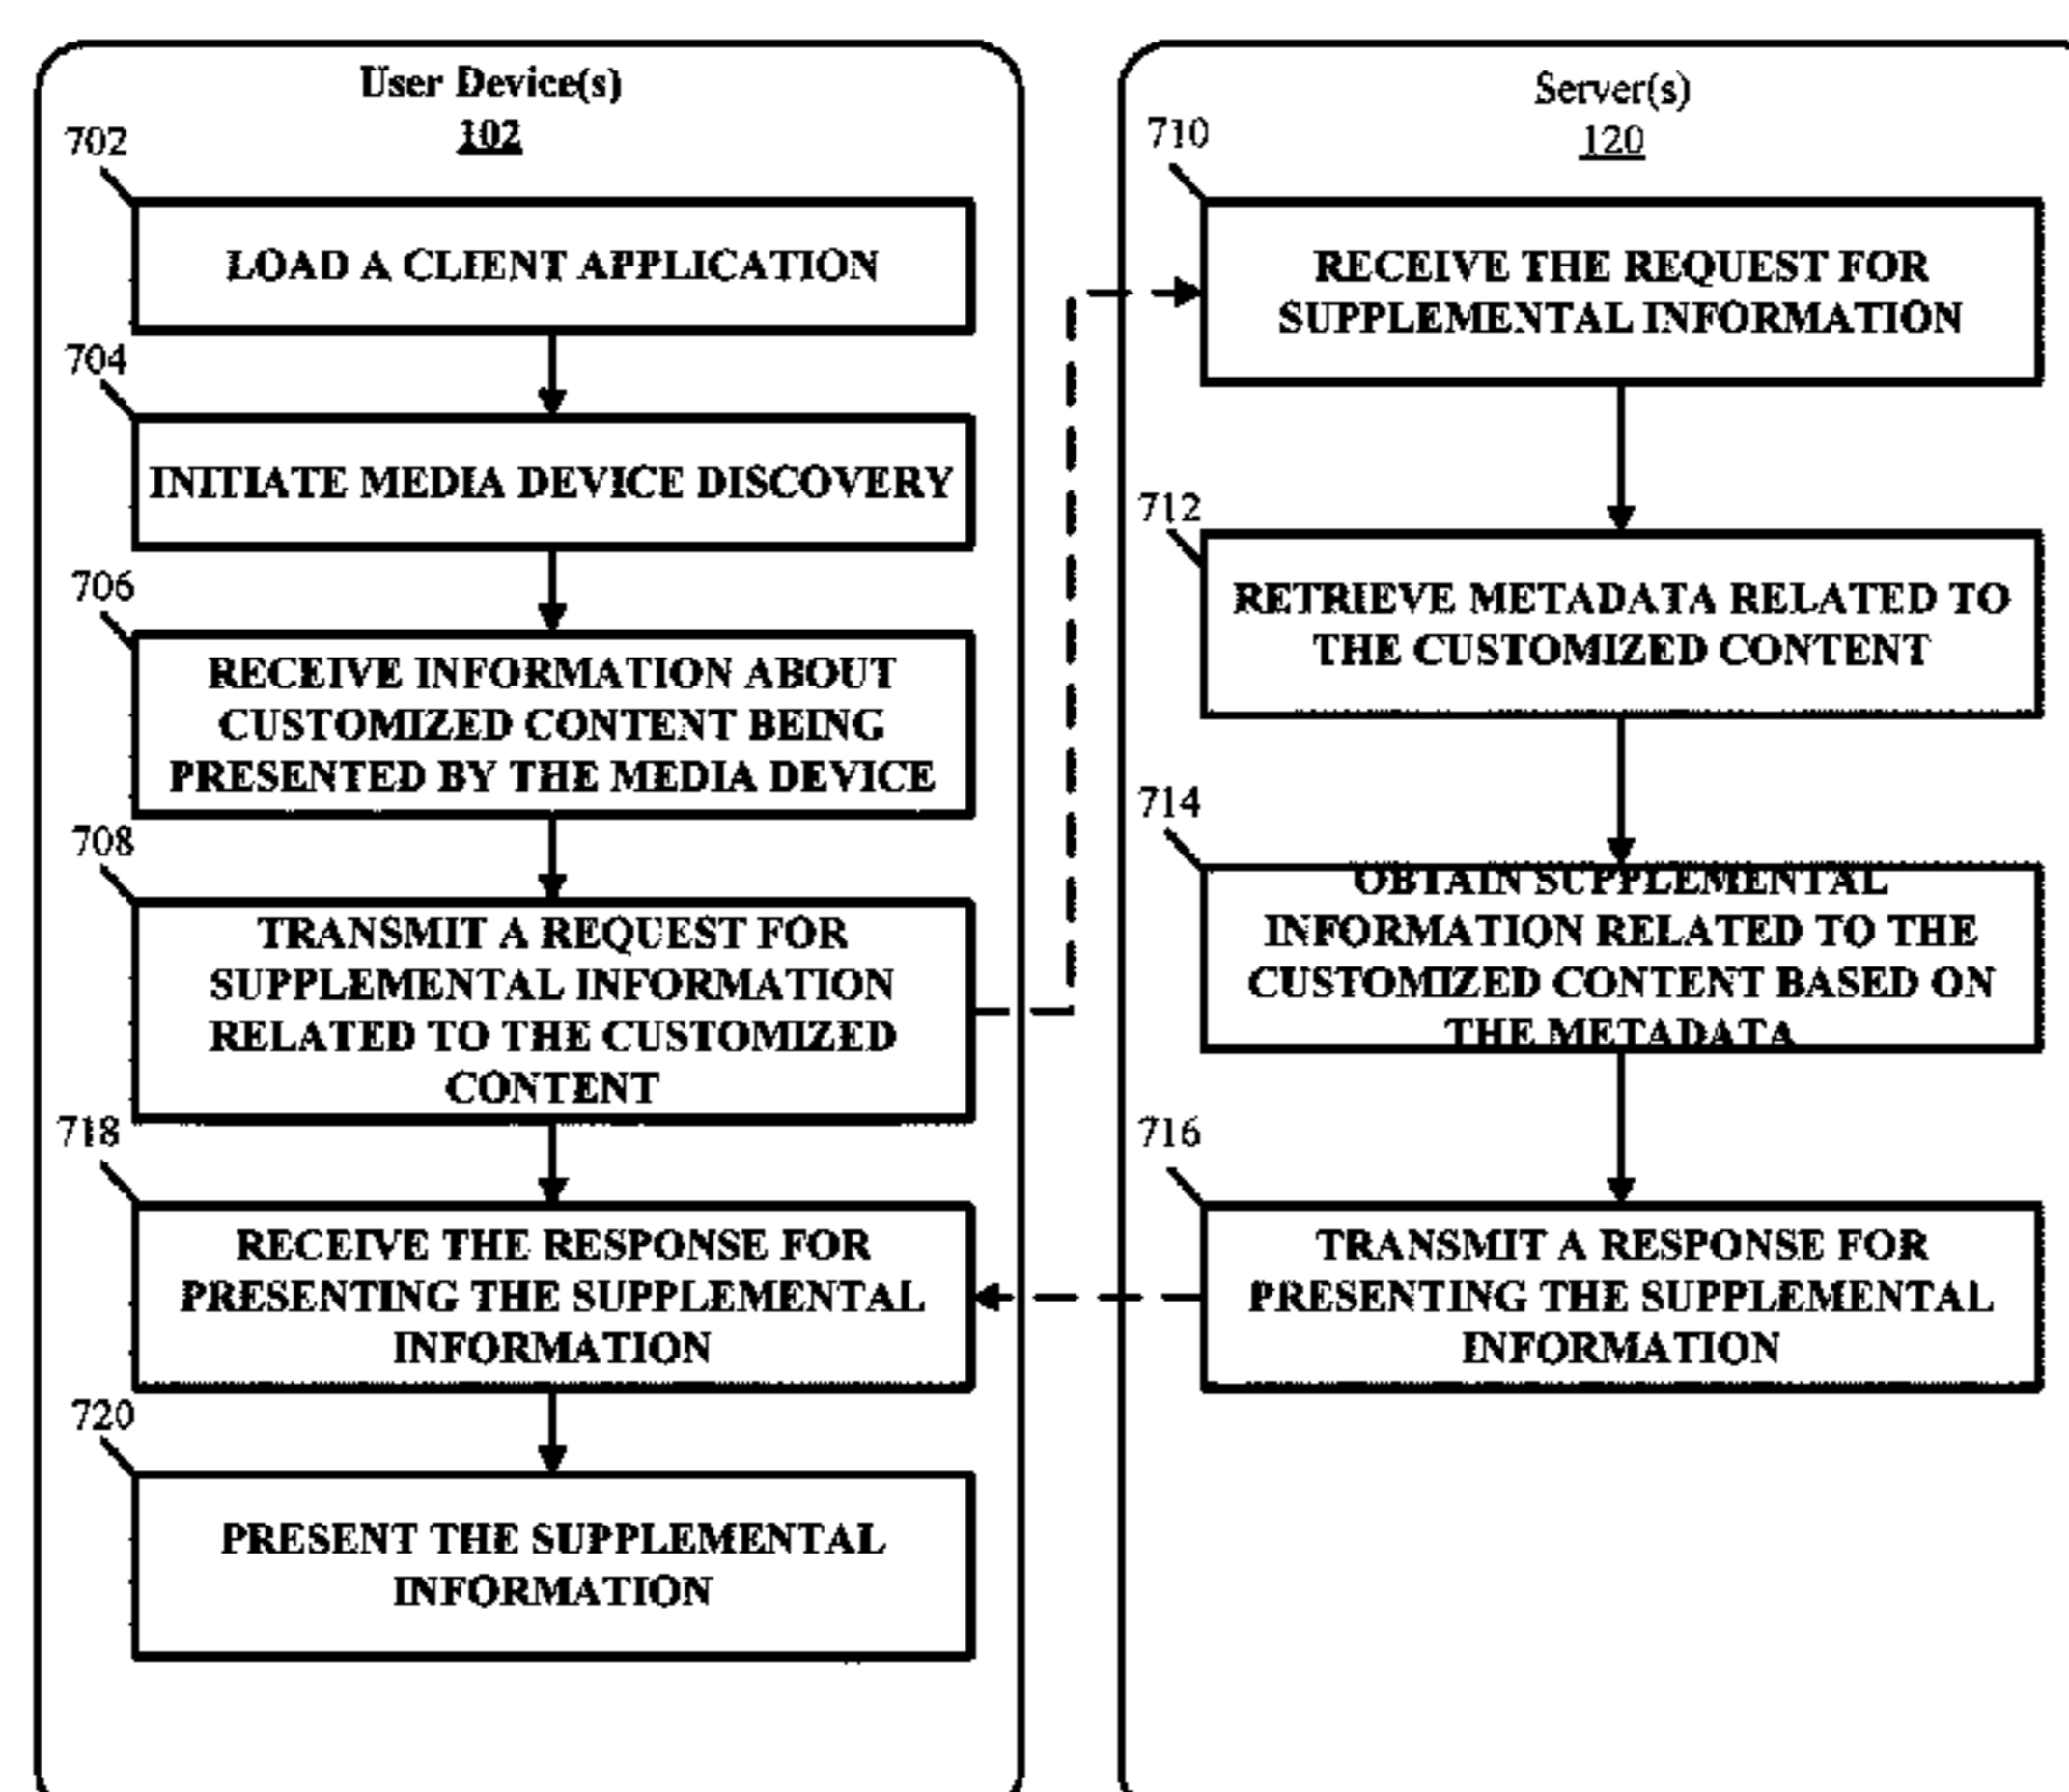 User Device(s)
102
702
LOAD A CLIENT APPLICATION
704
INITIATE MEDIA DEVICE DISCOVERY
706
RECEIVE INFORMATION ABOUT
CUSTOMIZED CONTENT BEING
PRESENTED BY THE MEDIA DEVICE
708
TRANSMIT A REQUEST FOR
SUPPLEMENTAL INFORMATION
RELATED TO THE CUSTOMIZED
CONTENT
718
RECEIVE THE RESPONSE FOR
PRESENTING THE SUPPLEMENTAL
INFORMATION
720
PRESENT THE SUPPLEMENTAL
INFORMATION
Server(s)
120
710
RECEIVE THE REQUEST FOR
SUPPLEMENTAL INFORMATION
712
RETRIEVE METADATA RELATED TO
THE CUSTOMIZED CONTENT
714
OBTAIN SUPPLEMENTAL
INFORMATION RELATED TO THE
CUSTOMIZED CONTENT BASED ON
THE METADATA
716
TRANSMIT A RESPONSE FOR
PRESENTING THE SUPPLEMENTAL
INFORMATION